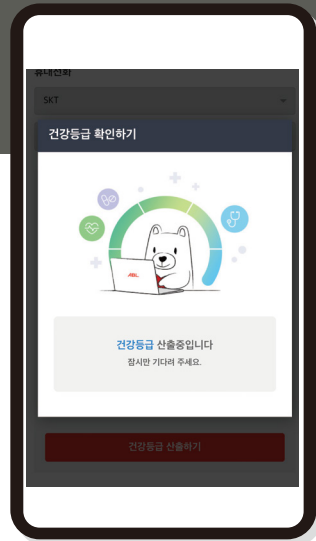 휴대전화
SKT
건강등급 확인하기
ABL
건강등급 산출중입니다
잠시만 기다려 주세요.
건강등급 산출하기